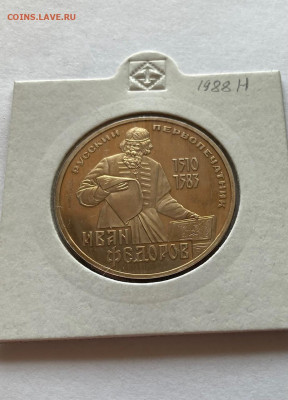 COINS.LAVE.RU
1988.Н
РУССКИЙ ПЕРВОПЕЧАТНИК
1510
1583
ИВАН
ФЕДОРОВ